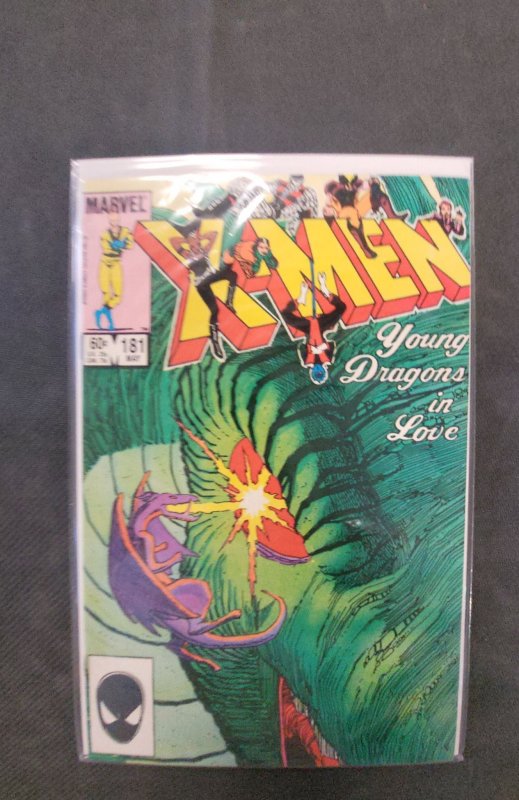 MARVEL
X-MEN
60¢
181
MAY
Young
Dragons
in
Love